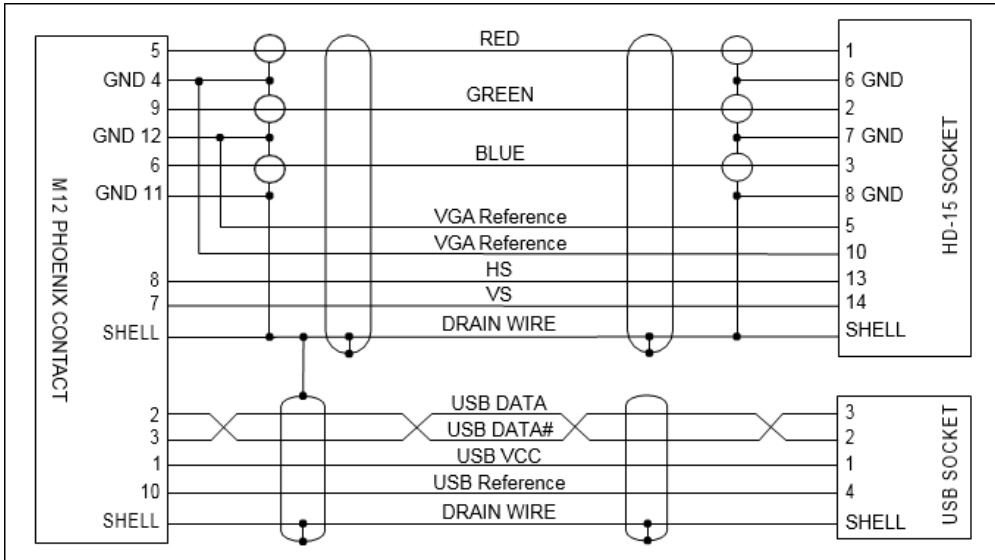 5 RED 1
GND 4 6 GND
9 GREEN 2
GND 12 7 GND
6 BLUE 3
GND 11 8 GND
VGA Reference 5
VGA Reference 10
8 HS 13
7 VS 14
SHELL DRAIN WIRE SHELL
M12 PHOENIX CONTACT
HD-15 SOCKET
2 USB DATA 3
3 USB DATA# 2
1 USB VCC 1
10 USB Reference 4
SHELL DRAIN WIRE SHELL
USB SOCKET